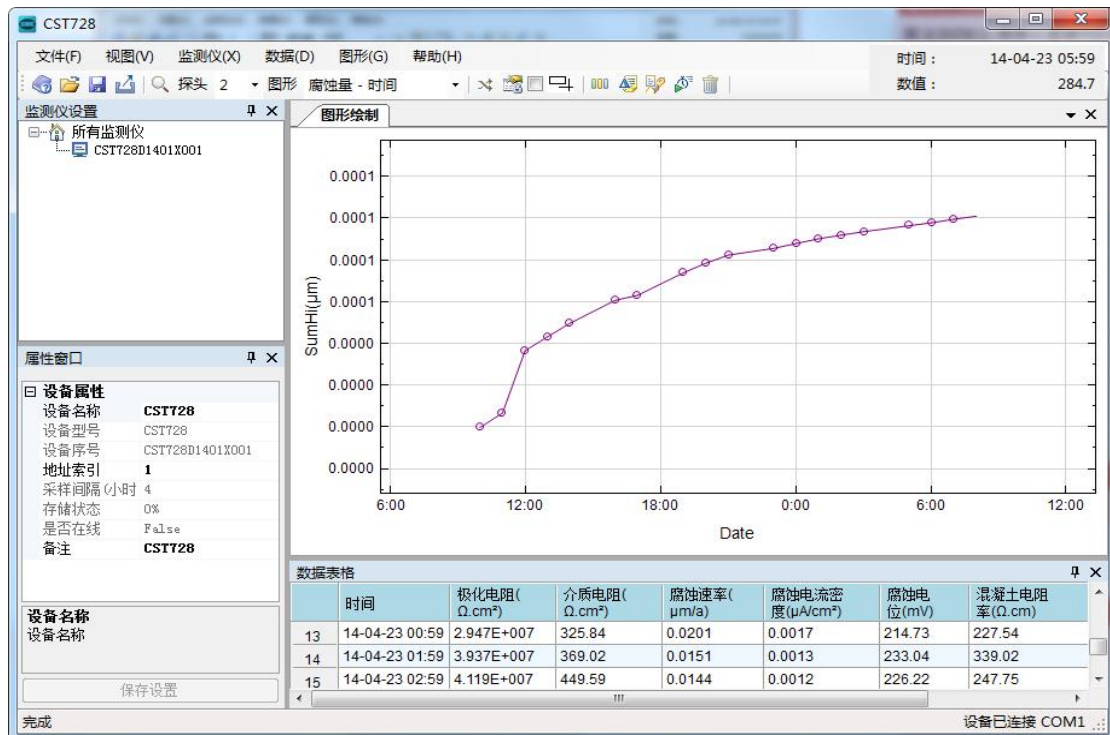 CST728
文件(F) 视图(V) 监测仪(X) 数据(D) 图形(G) 帮助(H)
时间： 14-04-23 05:59
探头 2 图形 腐蚀量 - 时间
数值： 284.7
监测仪设置
所有监测仪
CST728D1401X001
属性窗口
设备属性
设备名称 CST728
设备型号 CST728
设备序号 CST728D1401X001
地址索引 1
采样间隔(小时 4
存储状态 0%
是否在线 False
备注 CST728
设备名称
设备名称
保存设置
图形绘制
0.0001
0.0001
0.0001
0.0001
0.0000
0.0000
0.0000
0.0000
SumHi(μm)
6:00 12:00 18:00 0:00 6:00 12:00
Date
数据表格
时间 极化电阻(Ω.cm²) 介质电阻(Ω.cm²) 腐蚀速率(μm/a) 腐蚀电流密度(μA/cm²) 腐蚀电位(mV) 混凝土电阻率(Ω.cm)
13 14-04-23 00:59 2.947E+007 325.84 0.0201 0.0017 214.73 227.54
14 14-04-23 01:59 3.937E+007 369.02 0.0151 0.0013 233.04 339.02
15 14-04-23 02:59 4.119E+007 449.59 0.0144 0.0012 226.22 247.75
完成
设备已连接 COM1